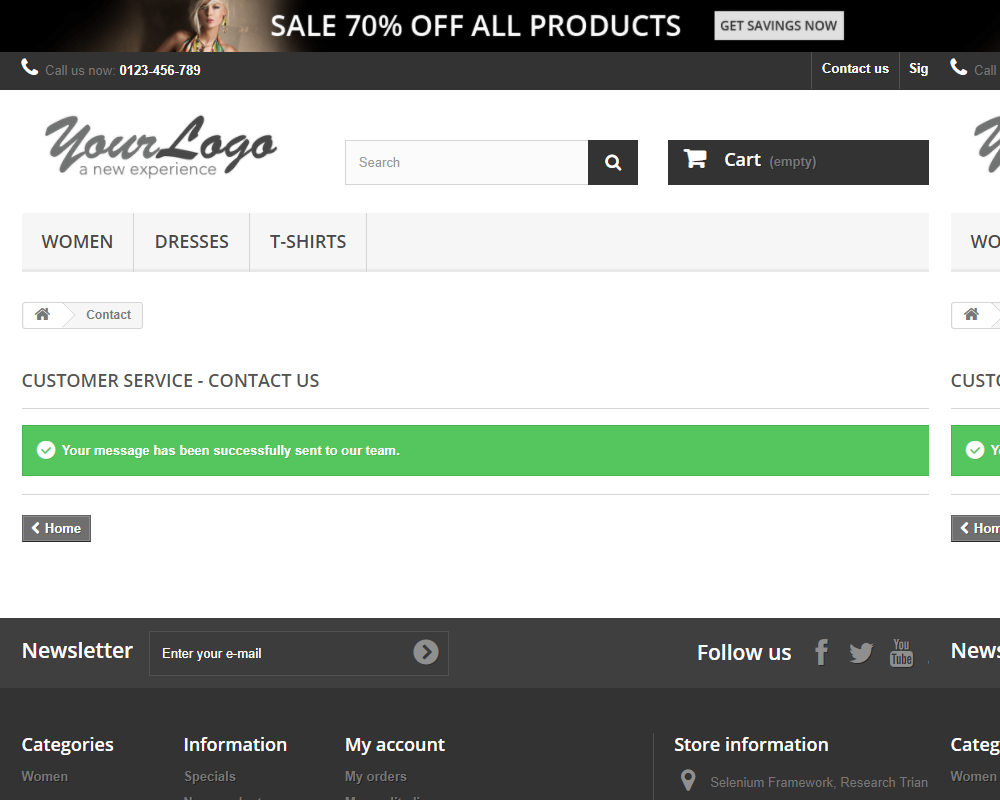 SALE 70% OFF ALL PRODUCTS GET SAVINGS NOW
Call us now: 0123-456-789 Contact us Sig Call
YourLogo
a new experience
Search Cart (empty)
WOMEN DRESSES T-SHIRTS WO
Contact
CUSTOMER SERVICE - CONTACT US CUSTO
Your message has been successfully sent to our team. Yo
Home Hom
Newsletter Enter your e-mail Follow us You Tube News
Categories Information My account Store information Categ
Women Specials My orders Women
Selenium Framework, Research Trian